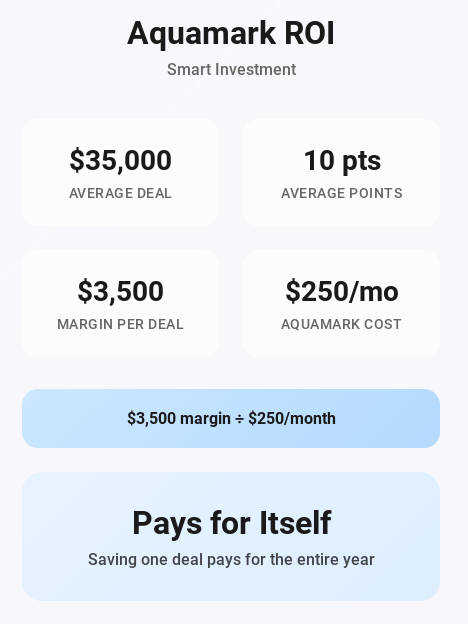 Aquamark ROI
Smart Investment
$35,000
AVERAGE DEAL
10 pts
AVERAGE POINTS
$3,500
MARGIN PER DEAL
$250/mo
AQUAMARK COST
$3,500 margin ÷ $250/month
Pays for Itself
Saving one deal pays for the entire year